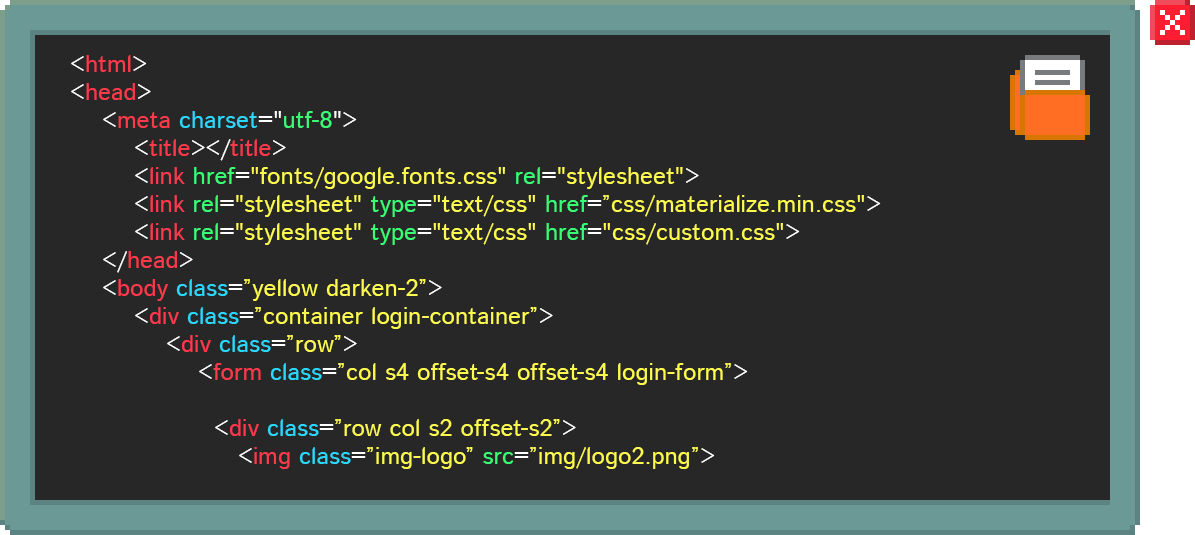 <html>
<head>
<meta charset="utf-8">
<title></title>
<link href="fonts/google.fonts.css" rel="stylesheet">
<link rel="stylesheet" type="text/css" href=”css/materialize.min.css">
<link rel="stylesheet" type="text/css" href="css/custom.css">
</head>
<body class=”yellow darken-2”>
<div class=”container login-container”>
<div class=”row”>
<form class=”col s4 offset-s4 offset-s4 login-form”>
<div class=”row col s2 offset-s2”>
<img class=”img-logo” src=”img/logo2.png”>